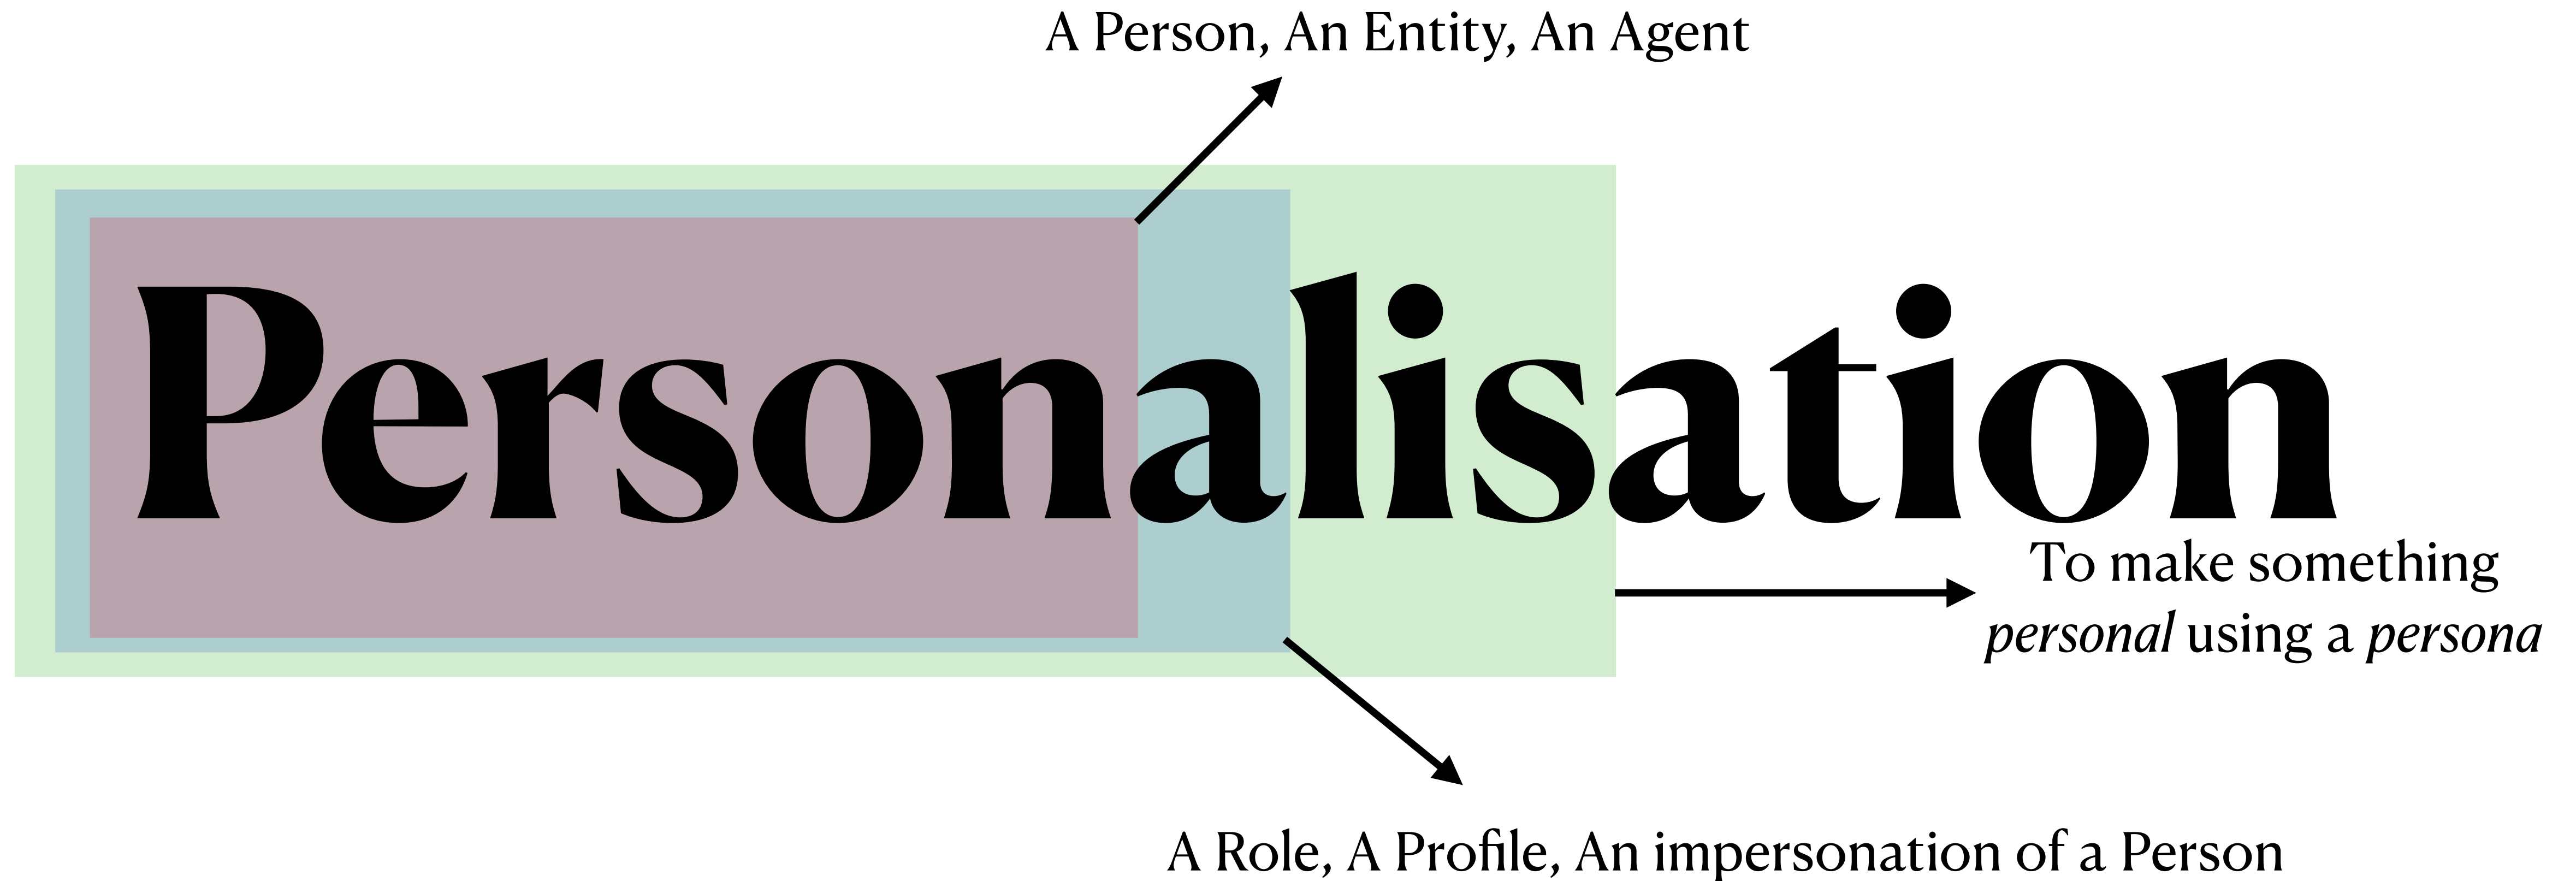 A Person, An Entity, An Agent
Personalisation
To make something
personal using a persona
A Role, A Profile, An impersonation of a Person